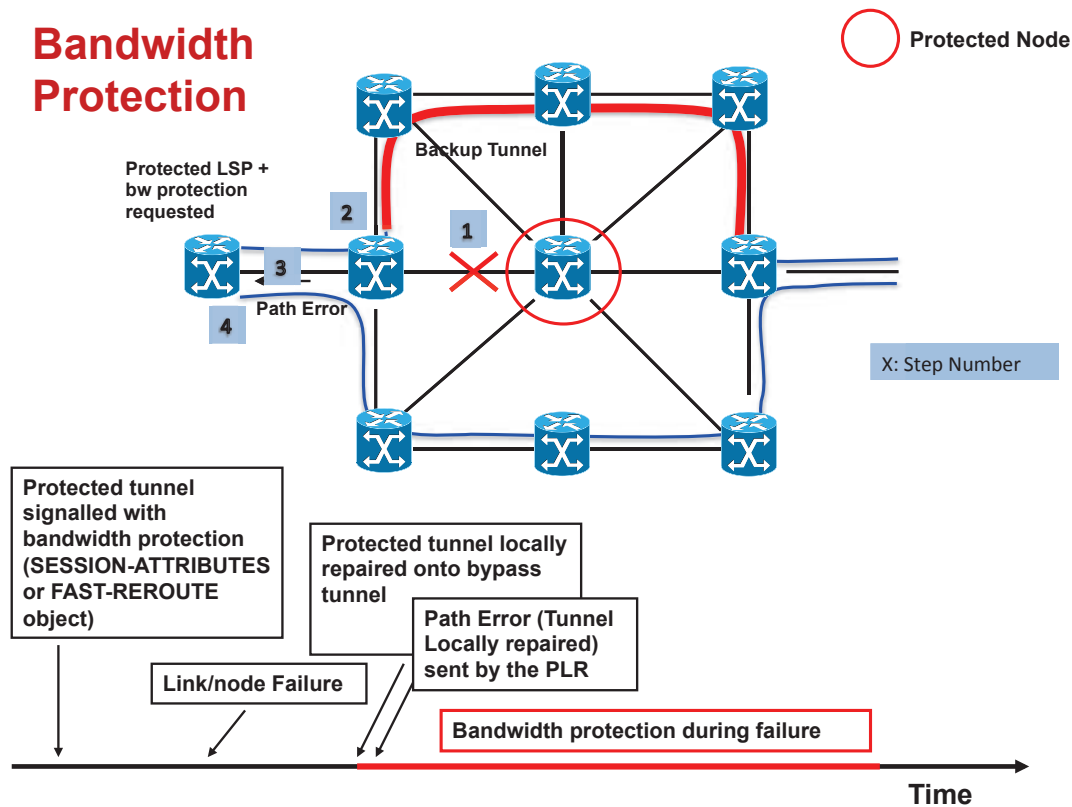 Bandwidth
Protection
Protected Node
Backup Tunnel
Protected LSP +
bw protection
requested
2
1
3
Path Error
4
X: Step Number
Protected tunnel
signalled with
bandwidth protection
(SESSION-ATTRIBUTES
or FAST-REROUTE
object)
Link/node Failure
Protected tunnel locally
repaired onto bypass
tunnel
Path Error (Tunnel
Locally repaired)
sent by the PLR
Bandwidth protection during failure
Time